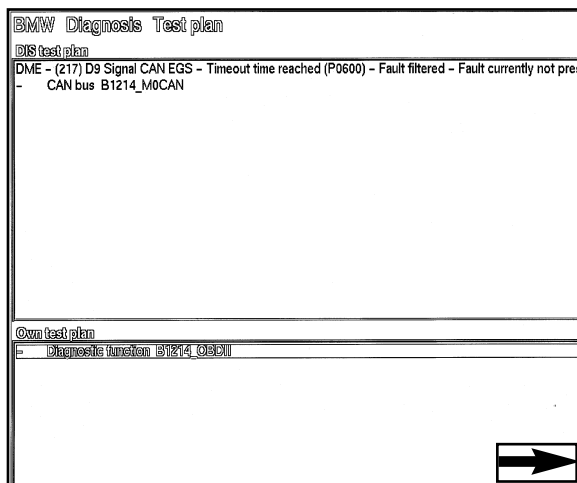 BMW Diagnosis Test plan
DIS test plan
DME – (217) D9 Signal CAN EGS – Timeout time reached (P0600) – Fault filtered – Fault currently not pres
– CAN bus B1214_M0CAN
Own test plan
– Diagnostic function B1214_OBDII